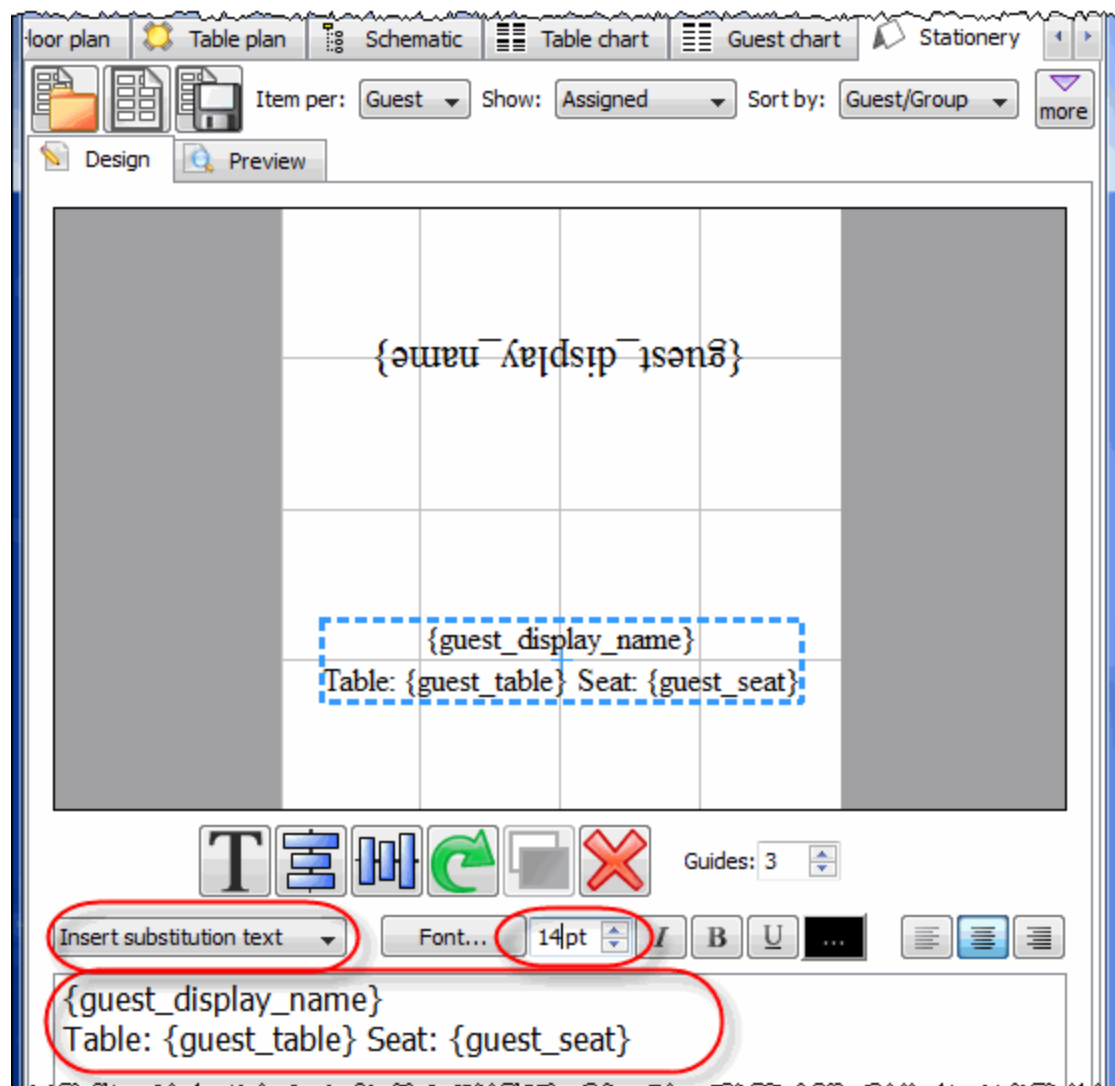 loor plan Table plan Schematic Table chart Guest chart Stationery
Item per: Guest Show: Assigned Sort by: Guest/Group more
Design Preview
{guest_display_name}
{guest_display_name}
Table: {guest_table} Seat: {guest_seat}
T Guides: 3
Insert substitution text Font... 14pt I B U ...
{guest_display_name}
Table: {guest_table} Seat: {guest_seat}